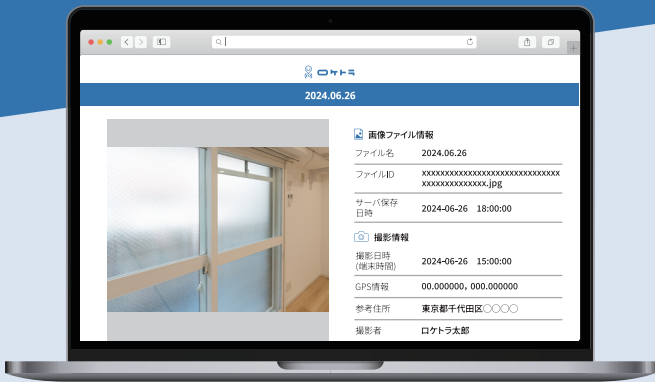 ロケトラ
2024.06.26
画像ファイル情報
ファイル名 2024.06.26
ファイルID xxxxxxxxxxxxxxxxxxxxxxxxxxxxxx
xxxxxxxxxxxxxx.jpg
サーバ保存
日時 2024-06-26 18:00:00
撮影情報
撮影日時
(端末時間) 2024-06-26 15:00:00
GPS情報 00.000000, 000.000000
参考住所 東京都千代田区〇〇〇〇
撮影者 ロケトラ太郎